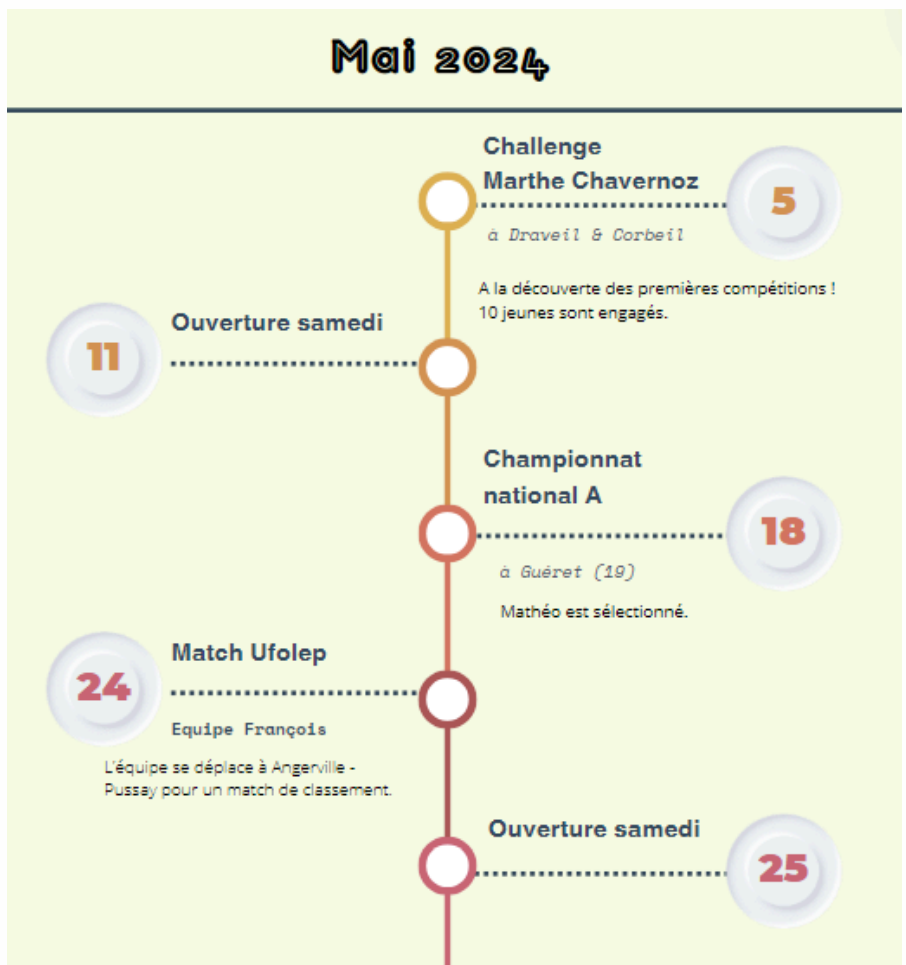 Mai 2024
Challenge
Marthe Chavernoz
5
à Draveil & Corbeil
A la découverte des premières compétitions !
10 jeunes sont engagés.
Ouverture samedi
11
Championnat
national A
18
à Guéret (19)
Mathéo est sélectionné.
Match Ufolep
24
Equipe François
L'équipe se déplace à Angerville -
Pussay pour un match de classement.
Ouverture samedi
25